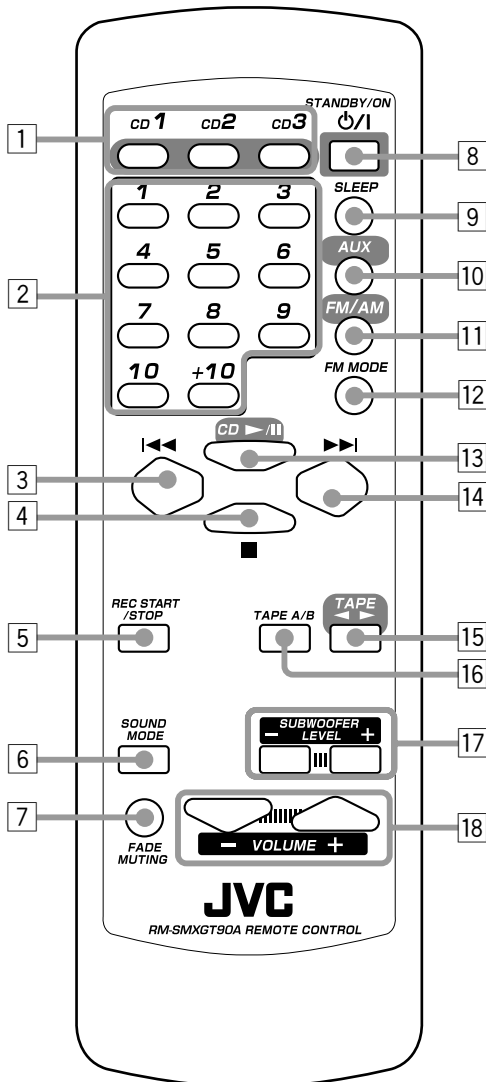 STANDBY/ON
⏻/I
CD 1 CD2 CD3
1
8
SLEEP
9
1 2 3
AUX
10
4 5 6
2
FM/AM
11
7 8 9
FM MODE
12
10 +10
CD ►/II
13
I◄◄ ►►I
3
14
4
■
REC START
/STOP
5
TAPE A/B
TAPE
◄ ►
15
16
SOUND
MODE
6
– SUBWOOFER
LEVEL +
17
7
FADE
MUTING
– VOLUME +
18
JVC
RM-SMXGT90A REMOTE CONTROL